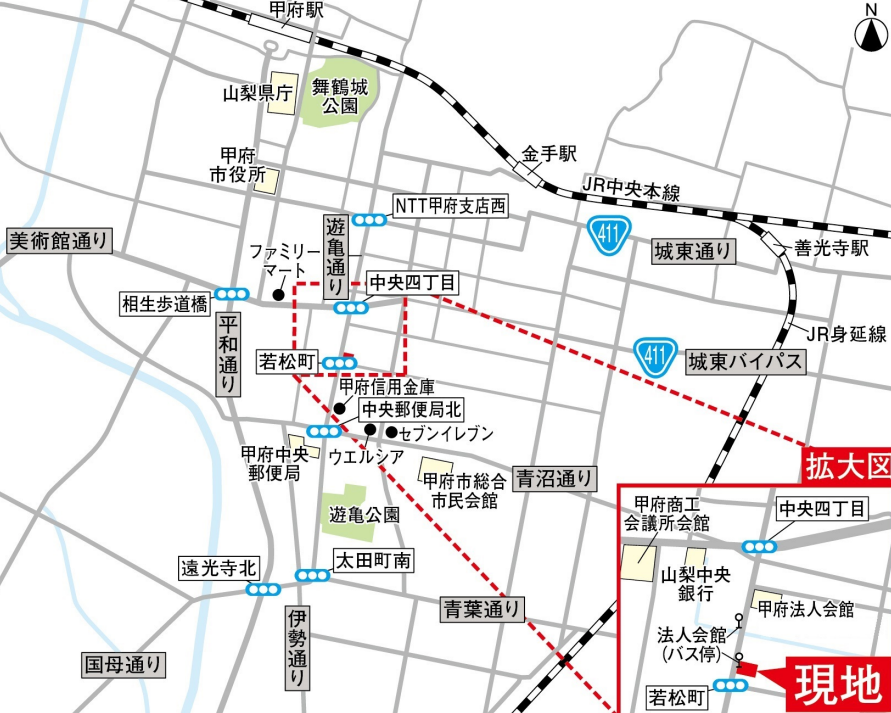 甲府駅
N
山梨県庁
舞鶴城
公園
金手駅
甲府
市役所
JR中央本線
NTT甲府支店西
遊亀通り
411
城東通り
善光寺駅
美術館通り
ファミリー
マート
中央四丁目
相生歩道橋
平和通り
JR身延線
若松町
411
城東バイパス
甲府信用金庫
中央郵便局北
セブンイレブン
ウエルシア
甲府中央
郵便局
甲府市総合
市民会館
青沼通り
拡大図
遊亀公園
甲府商工
会議所会館
中央四丁目
遠光寺北
太田町南
山梨中央
銀行
甲府法人会館
青葉通り
伊勢通り
法人会館
(バス停)
国母通り
若松町
現地